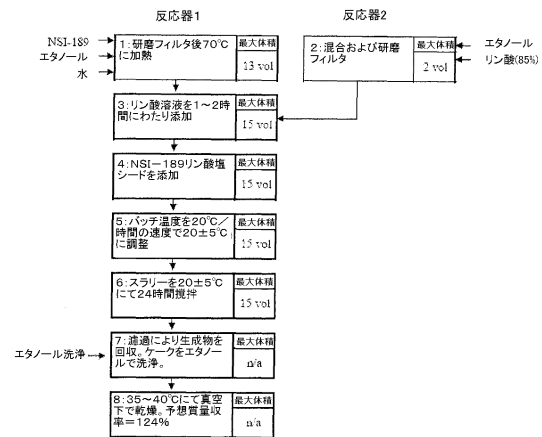 反応器1
反応器2
NSI-189
エタノール
水
1:研磨フィルタ後70℃
に加熱
最大体積
13 vol
2:混合および研磨
フィルタ
最大体積
2 vol
エタノール
リン酸(85%)
3:リン酸溶液を1～2時
間にわたり添加
最大体積
15 vol
4:NSI－189リン酸塩
シードを添加
最大体積
15 vol
5:バッチ温度を20℃／
時間の速度で20±5℃
に調整
最大体積
15 vol
6:スラリーを20±5℃
にて24時間撹拌
最大体積
15 vol
エタノール洗浄
7:濾過により生成物を
回収。ケークをエタノー
ルで洗浄。
最大体積
n/a
8:35～40℃にて真空
下で乾燥。予想質量収
率＝124%
最大体積
n/a